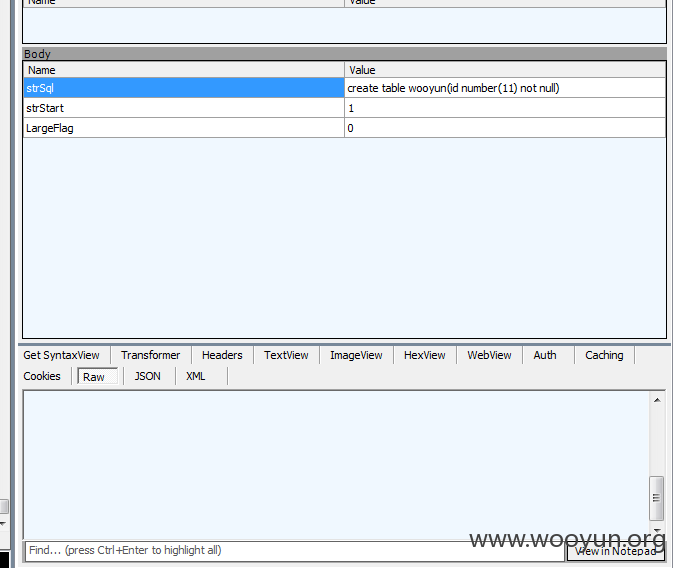 Name Value
Body
Name Value
strSql create table wooyun(id number(11) not null)
strStart 1
LargeFlag 0
Get SyntaxView Transformer Headers TextView ImageView HexView WebView Auth Caching
Cookies Raw JSON XML
www.wooyun.org
Find... (press Ctrl+Enter to highlight all) View in Notepad